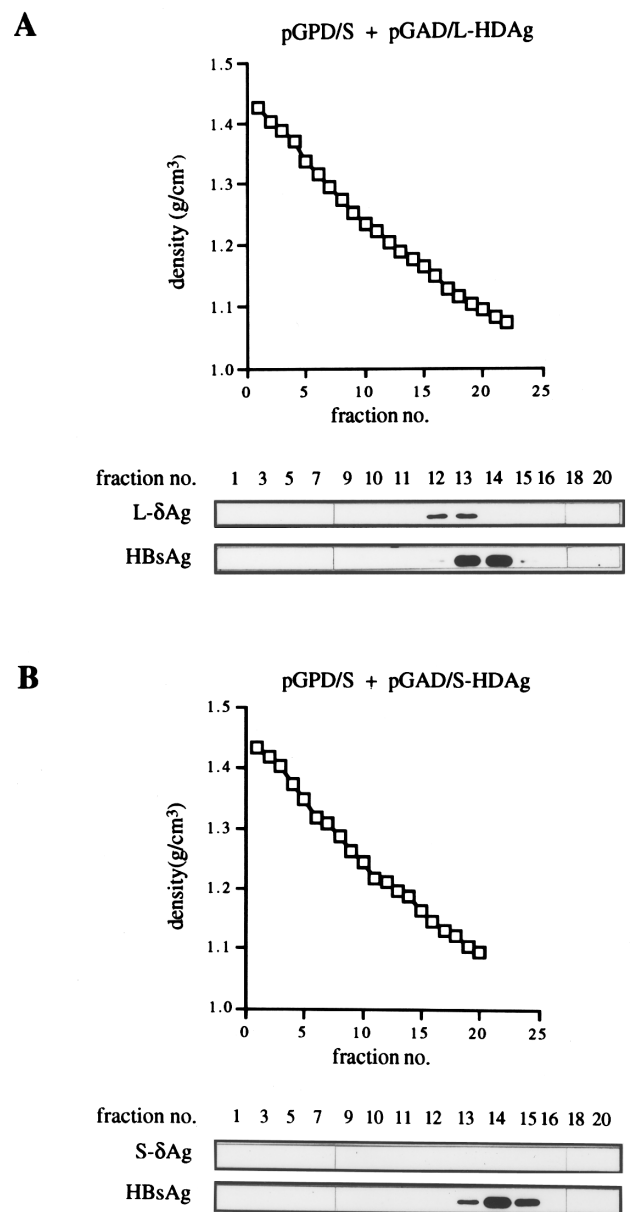 A
pGPD/S + pGAD/L-HDAg
1.5
1.4
1.3
1.2
1.1
1.0
density (g/cm³)
0 5 10 15 20 25
fraction no.
fraction no. 1 3 5 7 9 10 11 12 13 14 15 16 18 20
L-δAg
HBsAg
B
pGPD/S + pGAD/S-HDAg
1.5
1.4
1.3
1.2
1.1
1.0
density(g/cm³)
0 5 10 15 20 25
fraction no.
fraction no. 1 3 5 7 9 10 11 12 13 14 15 16 18 20
S-δAg
HBsAg